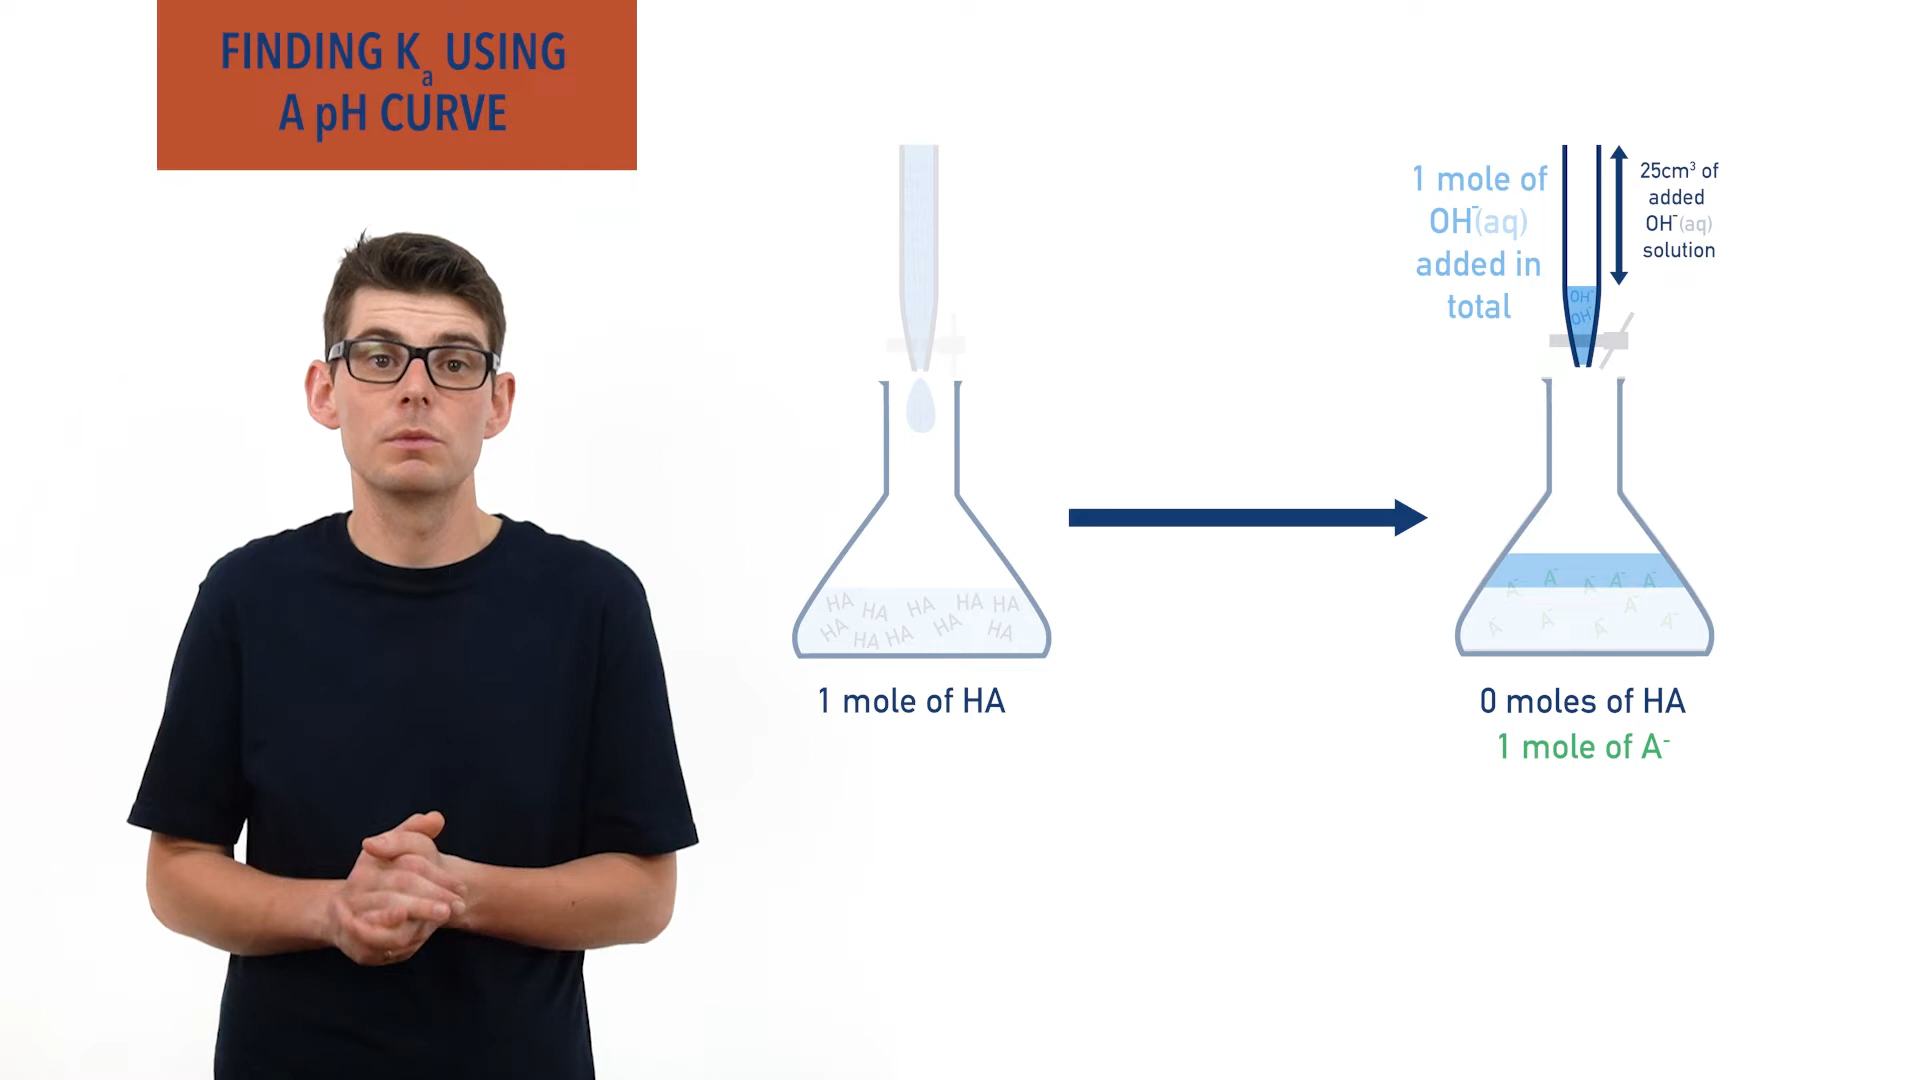 FINDING Kₐ USING
A pH CURVE
1 mole of
OH⁻(aq)
added in
total
25cm³ of
added
OH⁻(aq)
solution
OH⁻
OH⁻
HA HA HA HA HA
HA HA HA HA HA
A⁻ A⁻ A⁻ A⁻ A⁻
A⁻ A⁻ A⁻ A⁻ A⁻
1 mole of HA
0 moles of HA
1 mole of A⁻